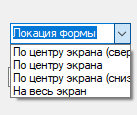 Локация формы
По центру экрана (свер
По центру экрана
По центру экрана (сниз
На весь экран